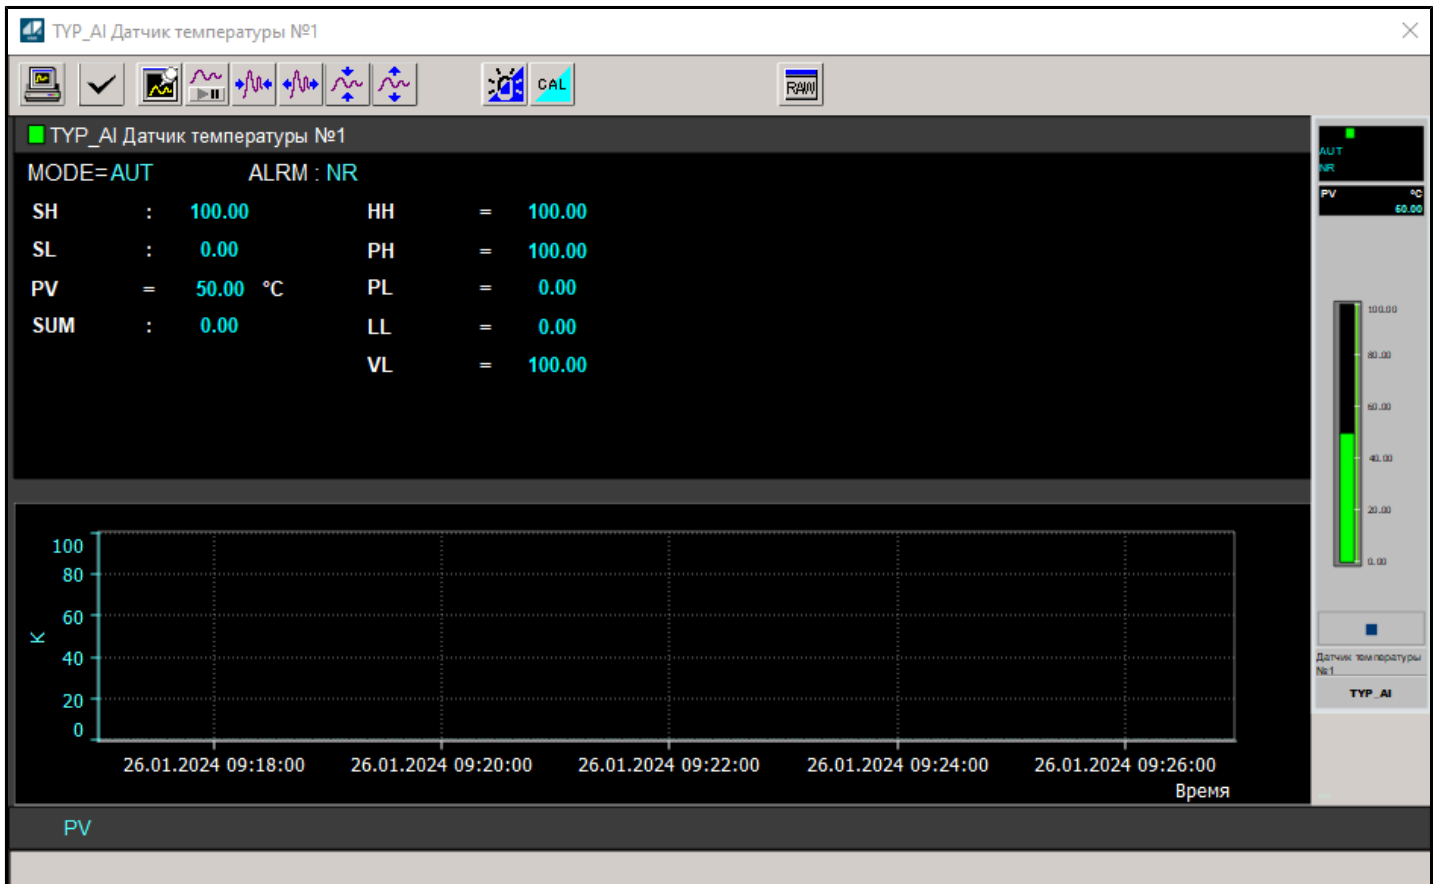 TYP_AI Датчик температуры №1
CAL
RAW
TYP_AI Датчик температуры №1
MODE=AUT ALRM : NR
SH : 100.00 HH = 100.00
SL : 0.00 PH = 100.00
PV = 50.00 °C PL = 0.00
SUM : 0.00 LL = 0.00
VL = 100.00
AUT
NR
PV °C
50.00
100.00
80.00
60.00
40.00
20.00
0.00
Датчик температуры
№1
TYP_AI
100
80
60
40
20
0
K
26.01.2024 09:18:00 26.01.2024 09:20:00 26.01.2024 09:22:00 26.01.2024 09:24:00 26.01.2024 09:26:00
Время
PV